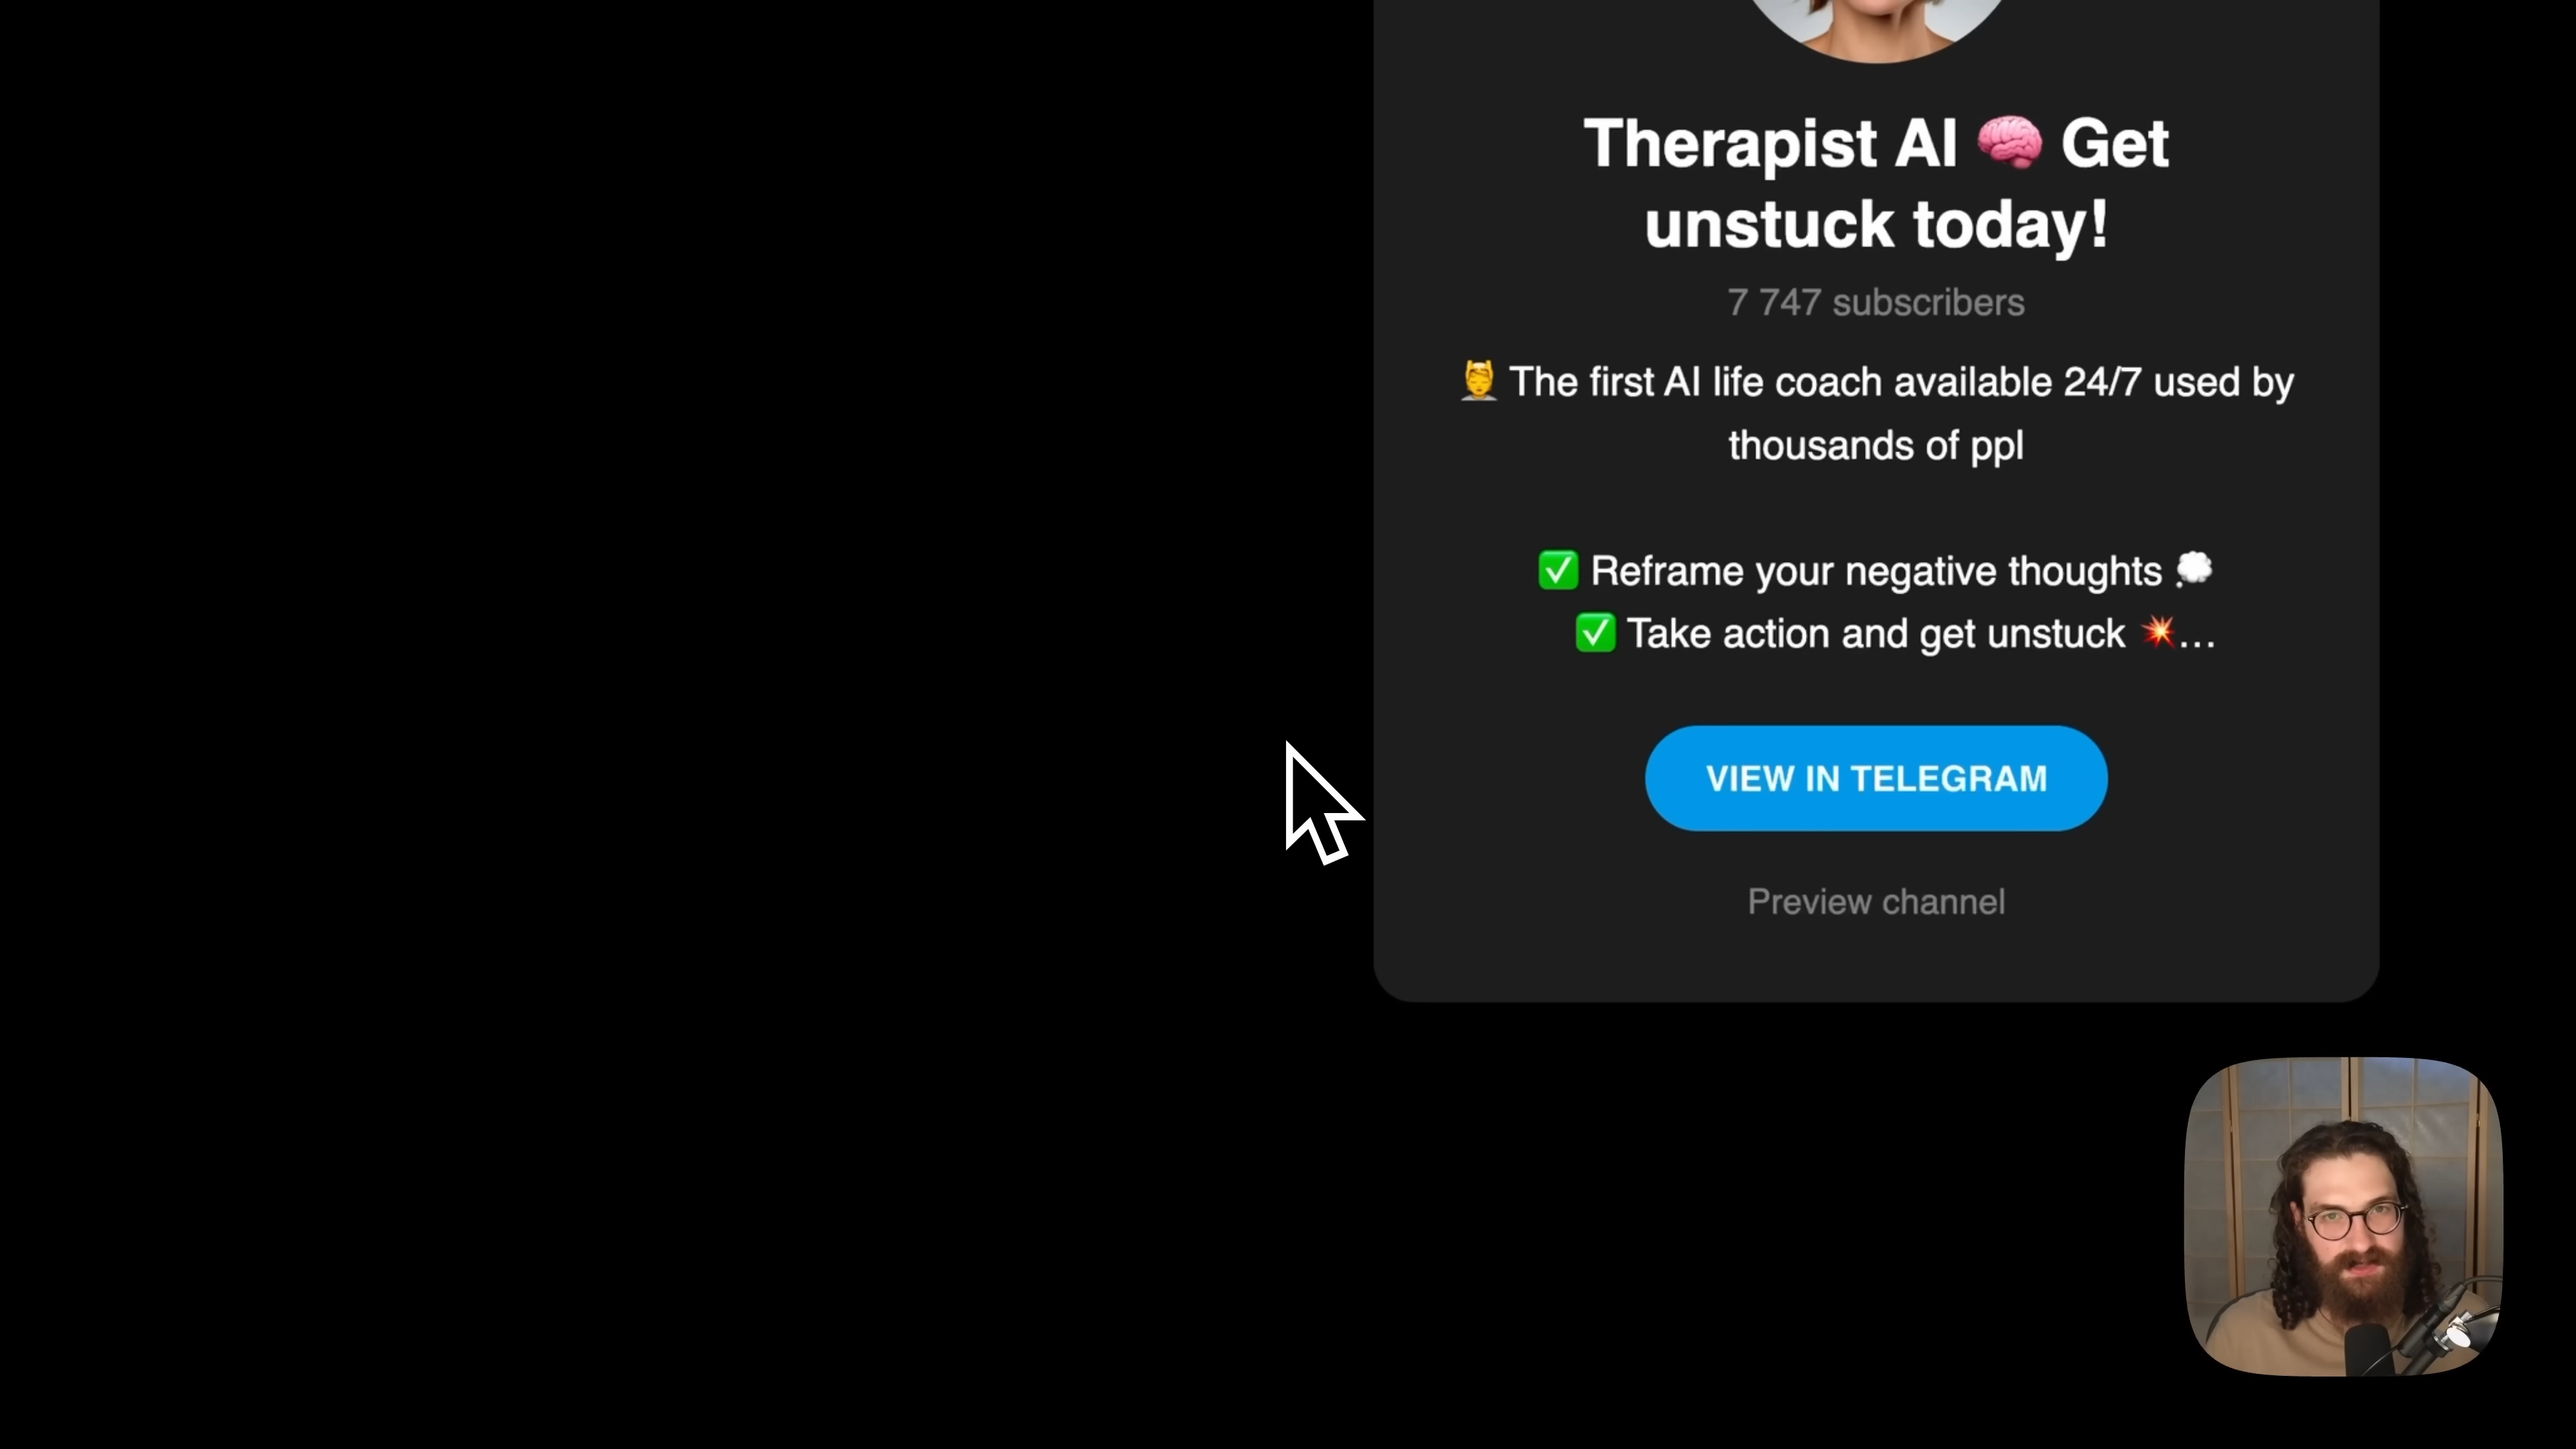 Therapist AI 🧠 Get
unstuck today!
7 747 subscribers
💆 The first AI life coach available 24/7 used by
thousands of ppl
✅ Reframe your negative thoughts 💭
✅ Take action and get unstuck 💥...
VIEW IN TELEGRAM
Preview channel